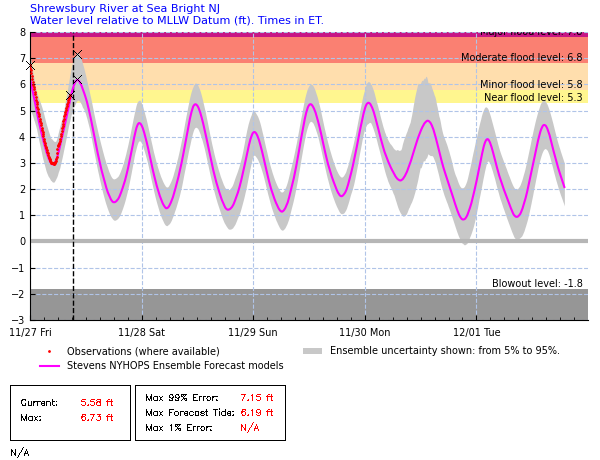 Shrewsbury River at Sea Bright NJ
Water level relative to MLLW Datum (ft). Times in ET.
8
Major flood level: 7.8
7
Moderate flood level: 6.8
6
Minor flood level: 5.8
Near flood level: 5.3
5
4
3
2
1
0
−1
Blowout level: -1.8
−2
−3
11/27 Fri 11/28 Sat 11/29 Sun 11/30 Mon 12/01 Tue
Observations (where available) Ensemble uncertainty shown: from 5% to 95%.
Stevens NYHOPS Ensemble Forecast models
Current: 5.58 ft
Max: 6.73 ft
Max 99% Error: 7.15 ft
Max Forecast Tide: 6.19 ft
Max 1% Error: N/A
N/A